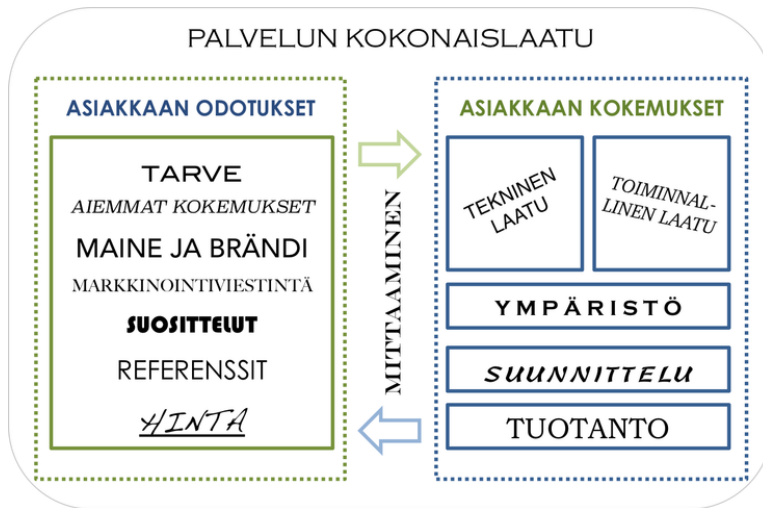 PALVELUN KOKONAISLAATU
ASIAKKAAN ODOTUKSET
TARVE
AIEMMAT KOKEMUKSET
MAINE JA BRÄNDI
MARKKINOINTIVIESTINTÄ
SUOSITTELUT
REFERENSSIT
HINTA
MITTAAMINEN
ASIAKKAAN KOKEMUKSET
TEKNINEN
LAATU
TOIMINNAL-
LINEN LAATU
YMPÄRISTÖ
SUUNNITTELU
TUOTANTO